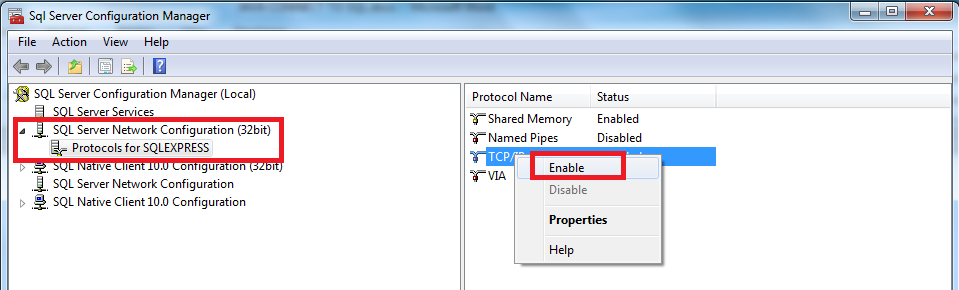 Sql Server Configuration Manager
File Action View Help
SQL Server Configuration Manager (Local)
SQL Server Services
SQL Server Network Configuration (32bit)
Protocols for SQLEXPRESS
SQL Native Client 10.0 Configuration (32bit)
SQL Server Network Configuration
SQL Native Client 10.0 Configuration
Protocol Name Status
Shared Memory Enabled
Named Pipes Disabled
TCP/IP
VIA
Enable
Disable
Properties
Help